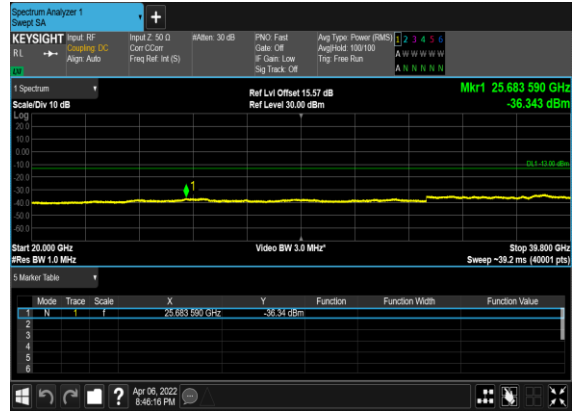 Spectrum Analyzer 1
Swept SA
+
KEYSIGHT Input: RF Input Z: 50 Ω #Atten: 30 dB PNO: Fast Avg Type: Power (RMS) 1 2 3 4 5 6
RL Coupling: DC Corr CCorr Gate: Off Avg|Hold: 100/100 A W W W W W
Align: Auto Freq Ref: Int (S) IF Gain: Low Trig: Free Run
Sig Track: Off A N N N N N
1 Spectrum Ref Lvl Offset 15.57 dB Mkr1 25.683 590 GHz
Scale/Div 10 dB Ref Level 30.00 dBm -36.343 dBm
Log
20.0
10.0
0.00
-10.0 DL1 -13.00 dBm
-20.0
-30.0 1
-40.0
-50.0
-60.0
Start 20.000 GHz Video BW 3.0 MHz* Stop 39.800 GHz
#Res BW 1.0 MHz Sweep ~39.2 ms (40001 pts)
5 Marker Table
Mode Trace Scale X Y Function Function Width Function Value
1 N 1 f 25.683 590 GHz -36.34 dBm
2
3
4
5
6
? Apr 06, 2022
8:46:16 PM